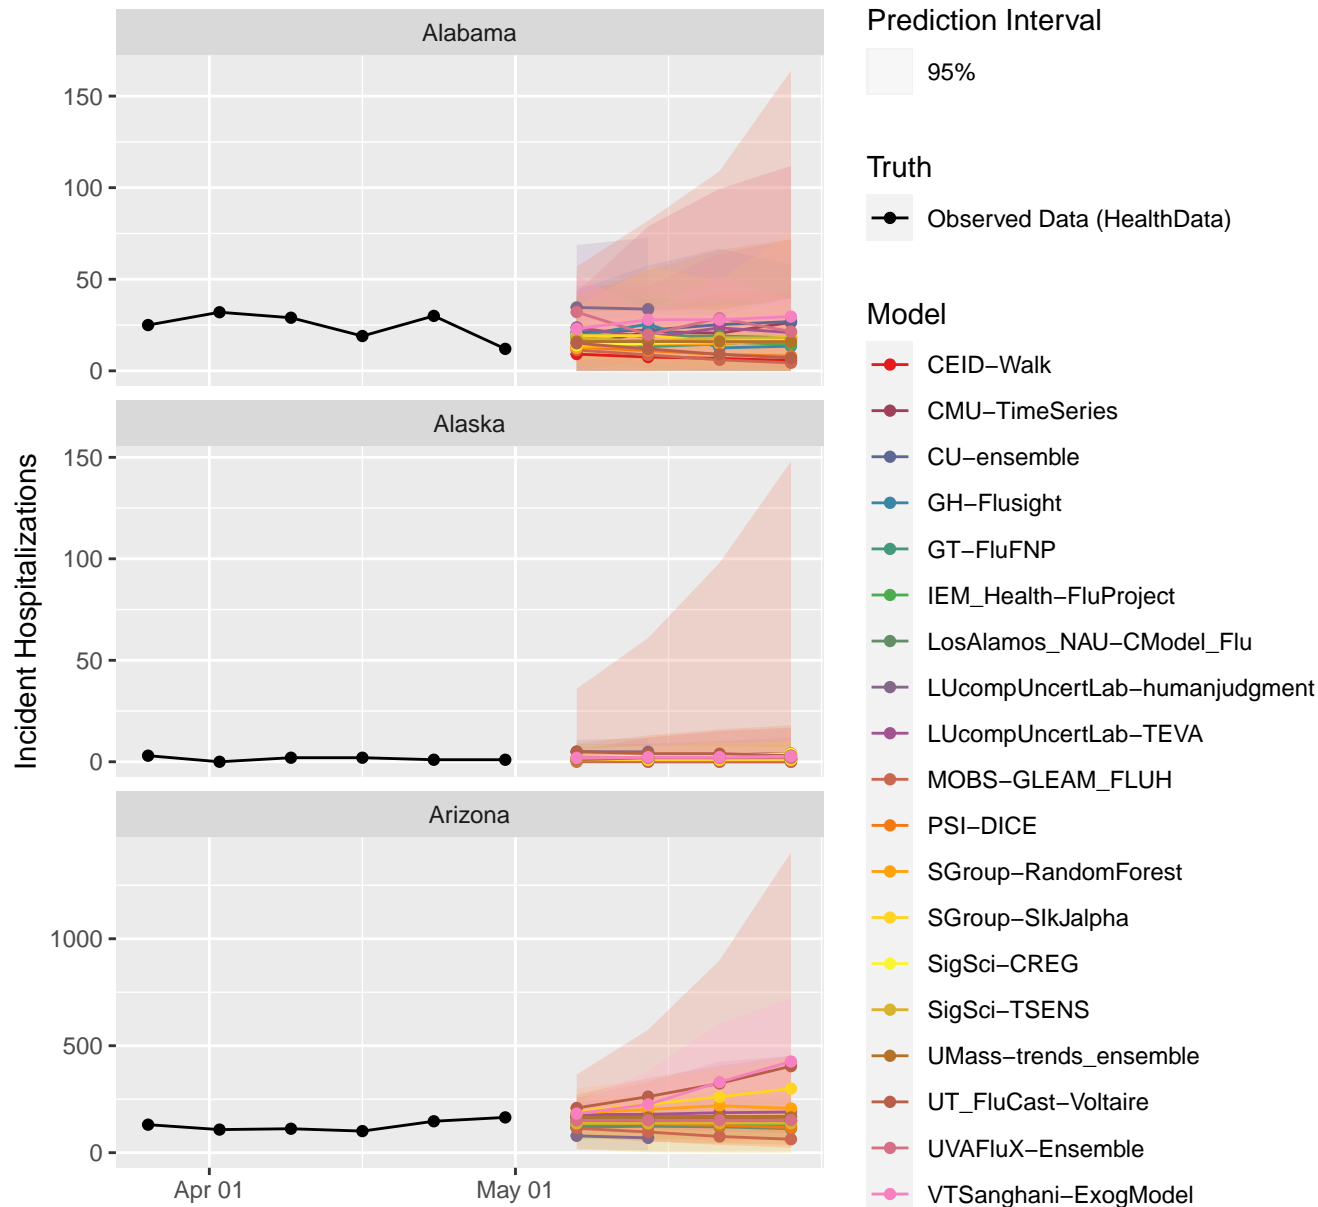 Alabama
150
100
50
0
Alaska
150
100
50
0
Arizona
1000
500
0
Apr 01
May 01
Incident Hospitalizations
Prediction Interval
95%
Truth
Observed Data (HealthData)
Model
CEID−Walk
CMU−TimeSeries
CU−ensemble
GH−Flusight
GT−FluFNP
IEM_Health−FluProject
LosAlamos_NAU−CModel_Flu
LUcompUncertLab−humanjudgment
LUcompUncertLab−TEVA
MOBS−GLEAM_FLUH
PSI−DICE
SGroup−RandomForest
SGroup−SIkJalpha
SigSci−CREG
SigSci−TSENS
UMass−trends_ensemble
UT_FluCast−Voltaire
UVAFluX−Ensemble
VTSanghani−ExogModel